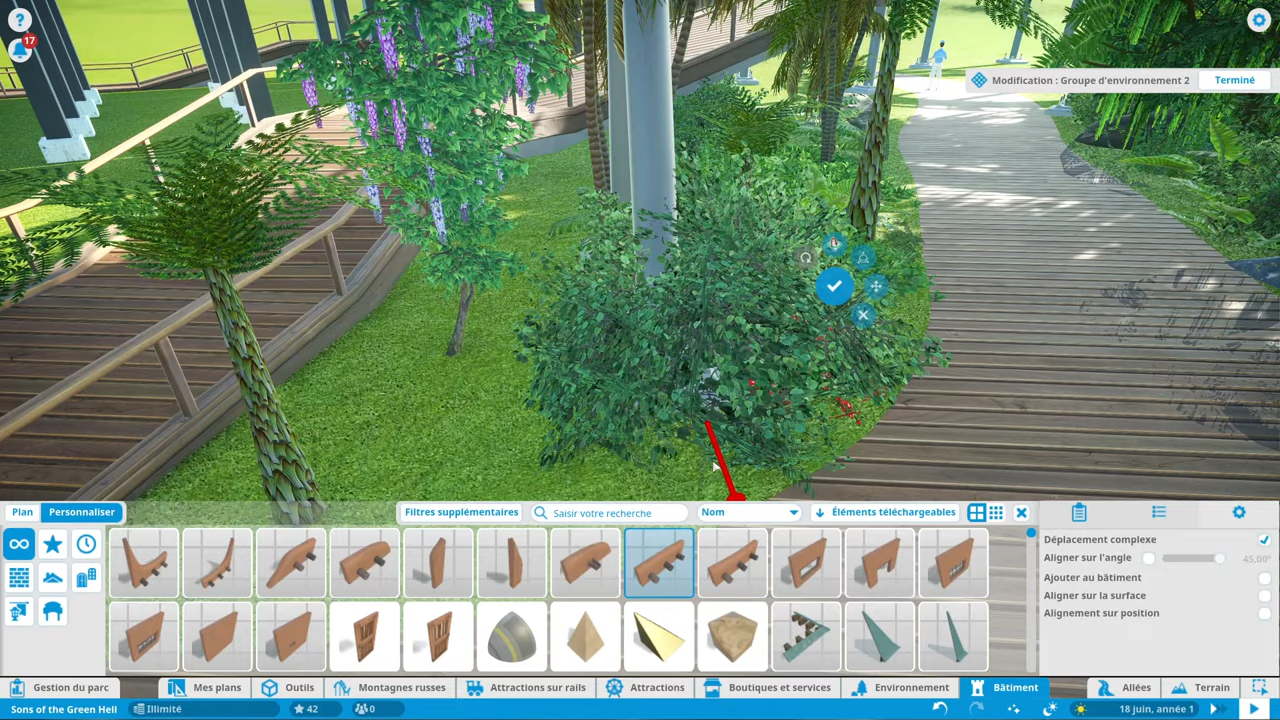 ?
17
Modification : Groupe d'environnement 2
Terminé
Plan
Personnaliser
Filtres supplémentaires
Saisir votre recherche
Nom
Éléments téléchargeables
Déplacement complexe
Aligner sur l'angle
45,00°
Ajouter au bâtiment
Aligner sur la surface
Alignement sur position
Gestion du parc
Mes plans
Outils
Montagnes russes
Attractions sur rails
Attractions
Boutiques et services
Environnement
Bâtiment
Allées
Terrain
Sons of the Green Hell
Illimité
42
0
18 juin, année 1